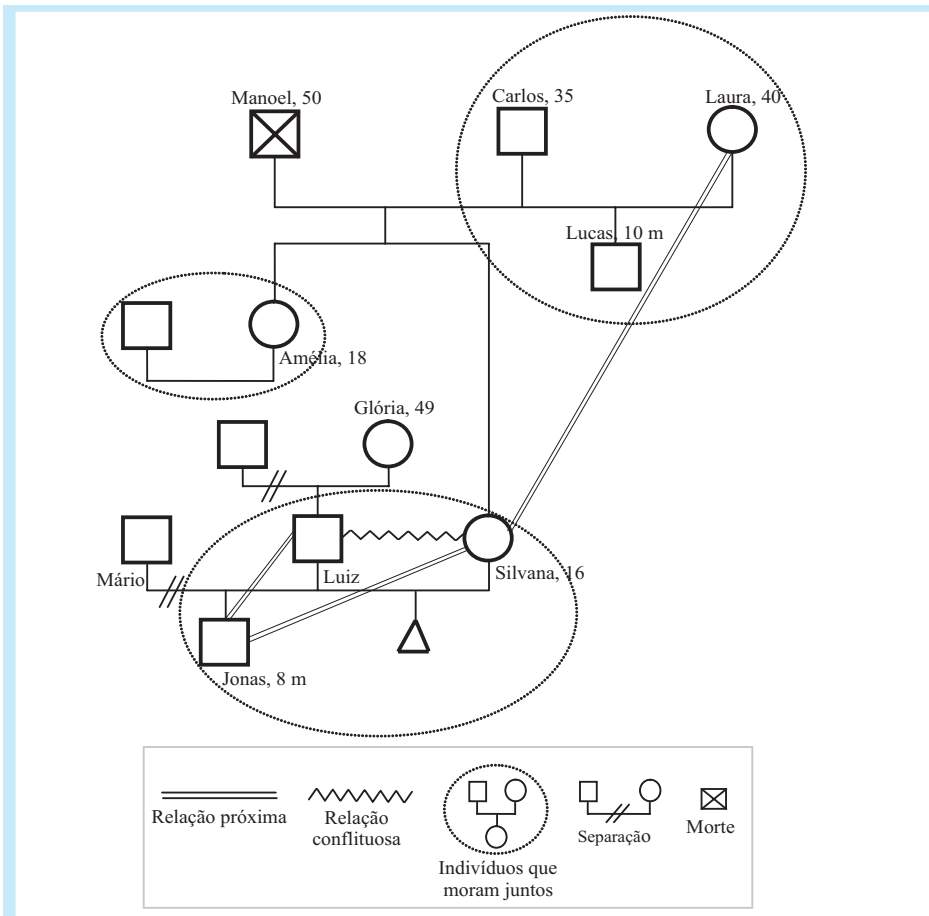 Manoel, 50
Carlos, 35
Laura, 40
Lucas, 10 m
Amélia, 18
Glória, 49
Mário
Luiz
Silvana, 16
Jonas, 8 m
Relação próxima
Relação
conflituosa
Indivíduos que
moram juntos
Separação
Morte